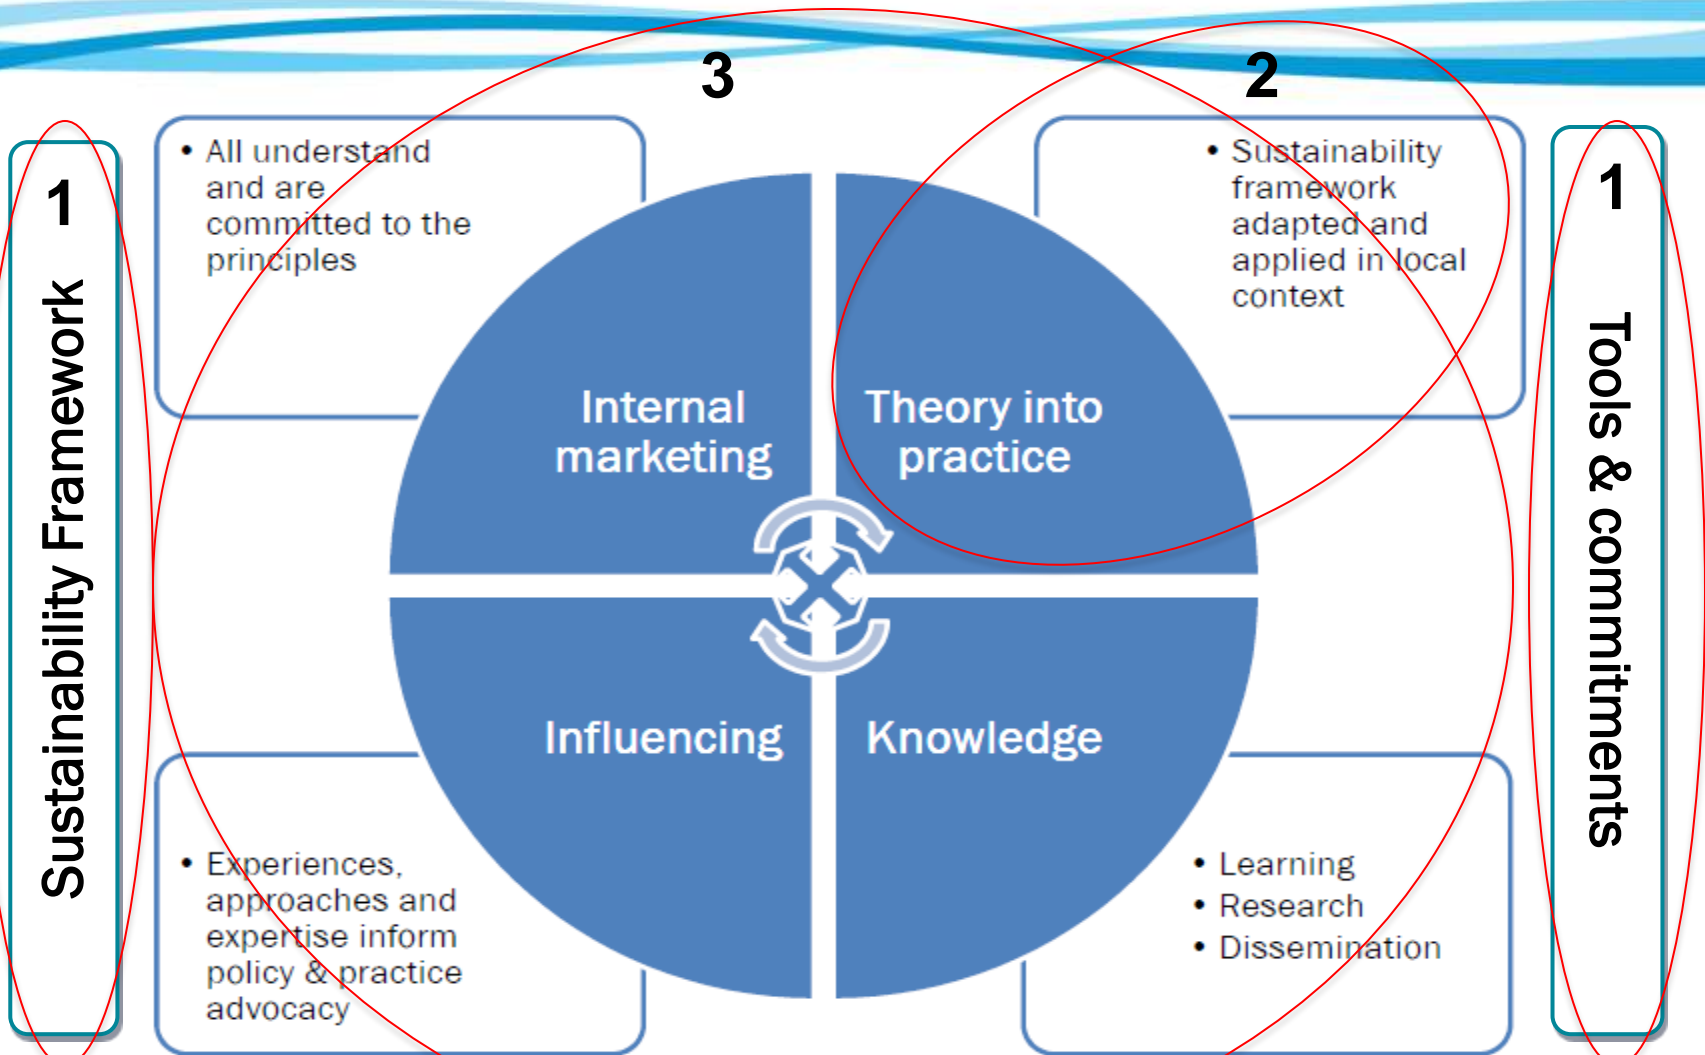 3
2
1
Sustainability Framework
• All understand
and are
committed to the
principles
• Sustainability
framework
adapted and
applied in local
context
1
Tools & commitments
Internal
marketing
Theory into
practice
Influencing
Knowledge
• Experiences,
approaches and
expertise inform
policy & practice
advocacy
• Learning
• Research
• Dissemination